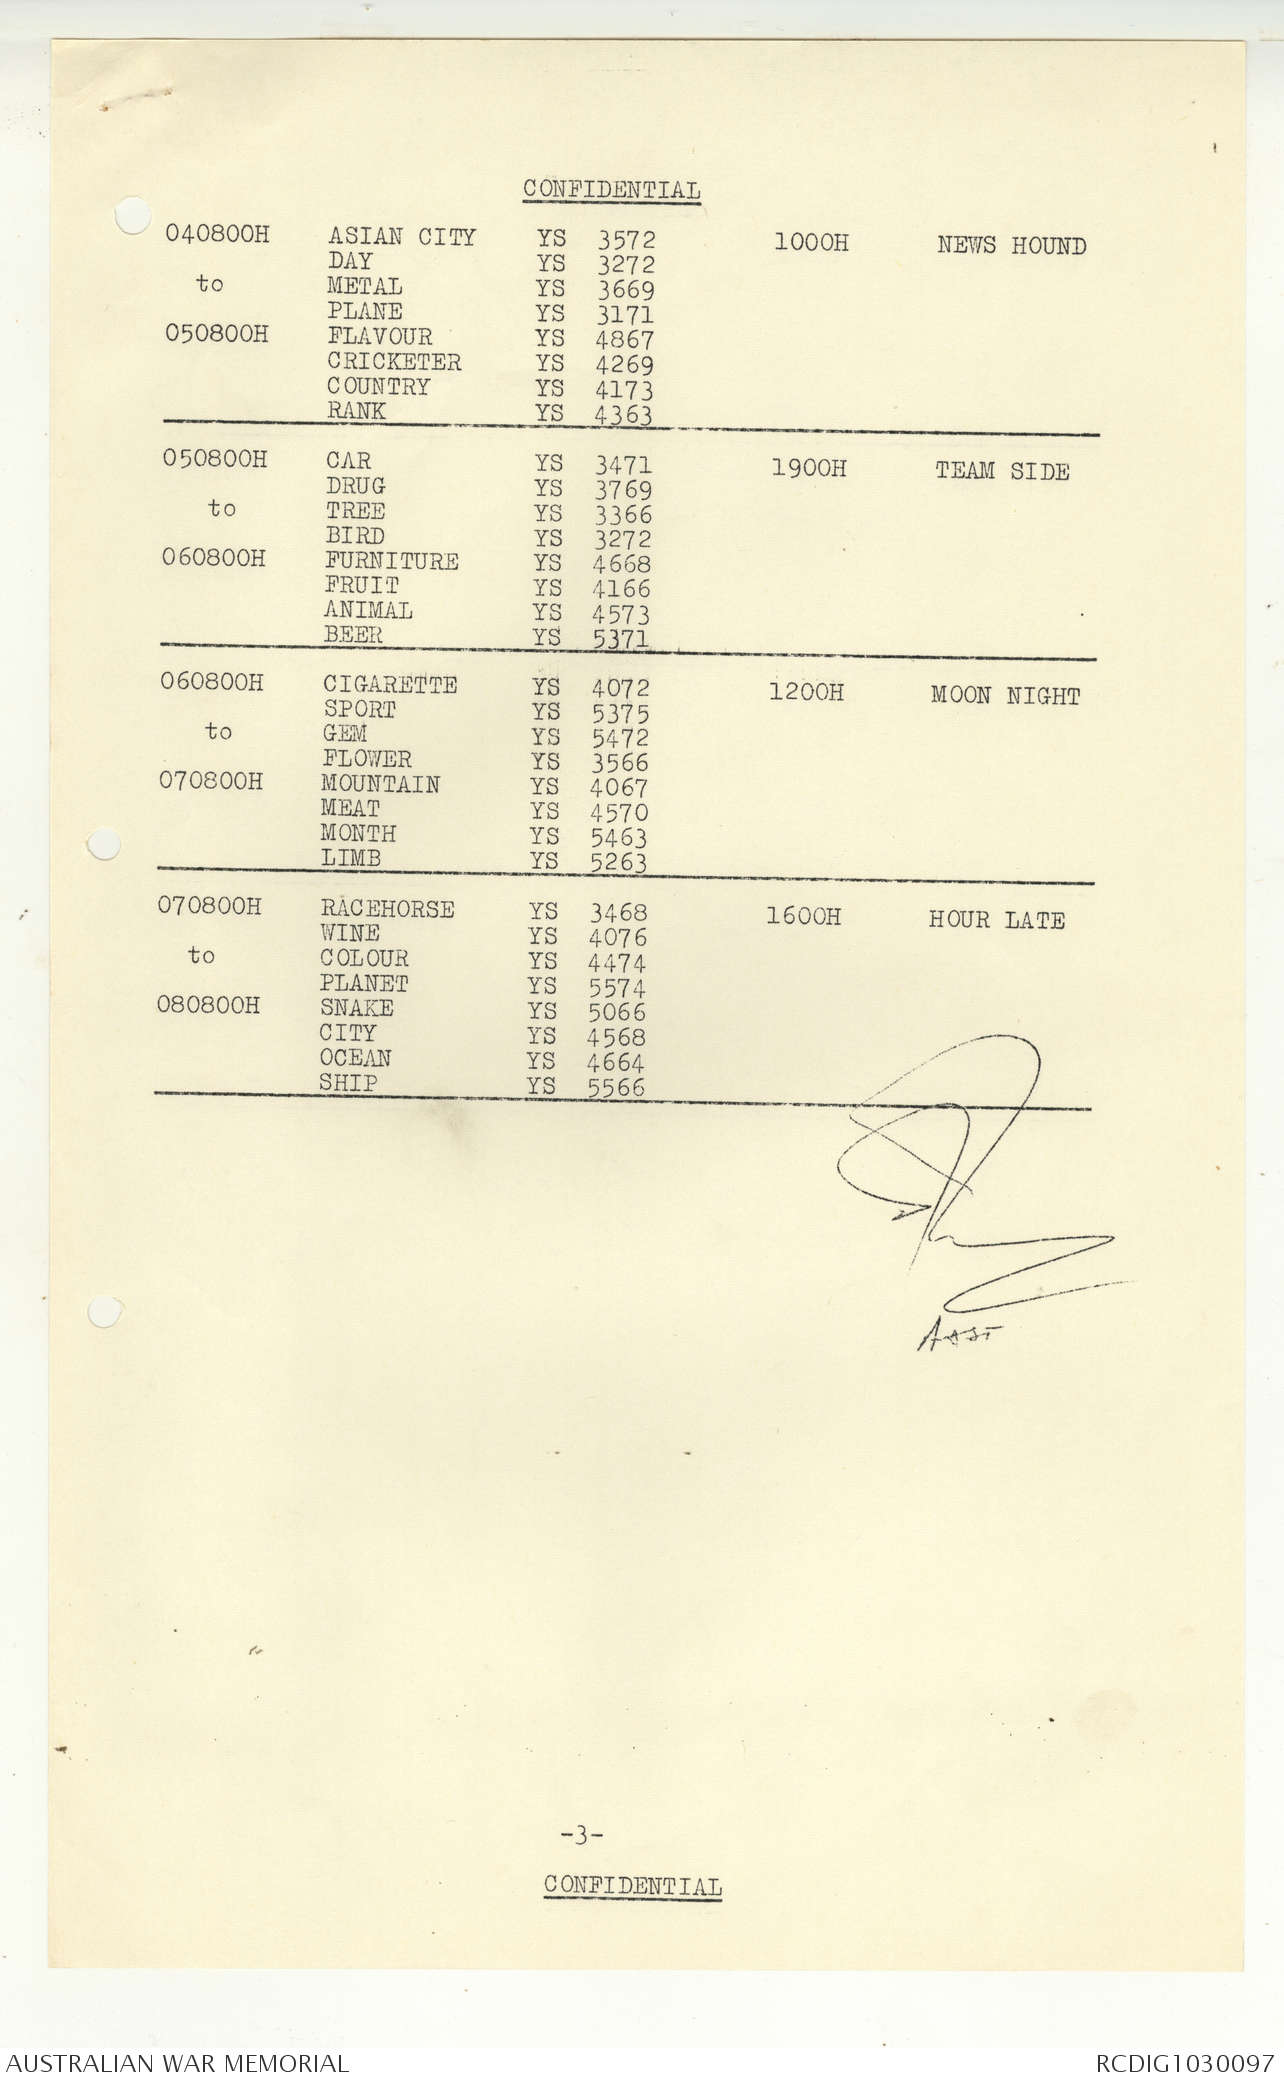 CONFIDENTIAL
040800H ASIAN CITY YS 3572 1000H NEWS HOUND
DAY YS 3272
to METAL YS 3669
PLANE YS 3171
050800H FLAVOUR YS 4867
CRICKETER YS 4269
COUNTRY YS 4173
RANK YS 4363
050800H CAR YS 3471 1900H TEAM SIDE
DRUG YS 3769
to TREE YS 3366
BIRD YS 3272
060800H FURNITURE YS 4668
FRUIT YS 4166
ANIMAL YS 4573
BEER YS 5371
060800H CIGARETTE YS 4072 1200H MOON NIGHT
SPORT YS 5375
to GEM YS 5472
FLOWER YS 3566
070800H MOUNTAIN YS 4067
MEAT YS 4570
MONTH YS 5463
LIMB YS 5263
070800H RACEHORSE YS 3468 1600H HOUR LATE
WINE YS 4076
to COLOUR YS 4474
PLANET YS 5574
080800H SNAKE YS 5066
CITY YS 4568
OCEAN YS 4664
SHIP YS 5566
-3-
CONFIDENTIAL
AUSTRALIAN WAR MEMORIAL RCDIG1030097